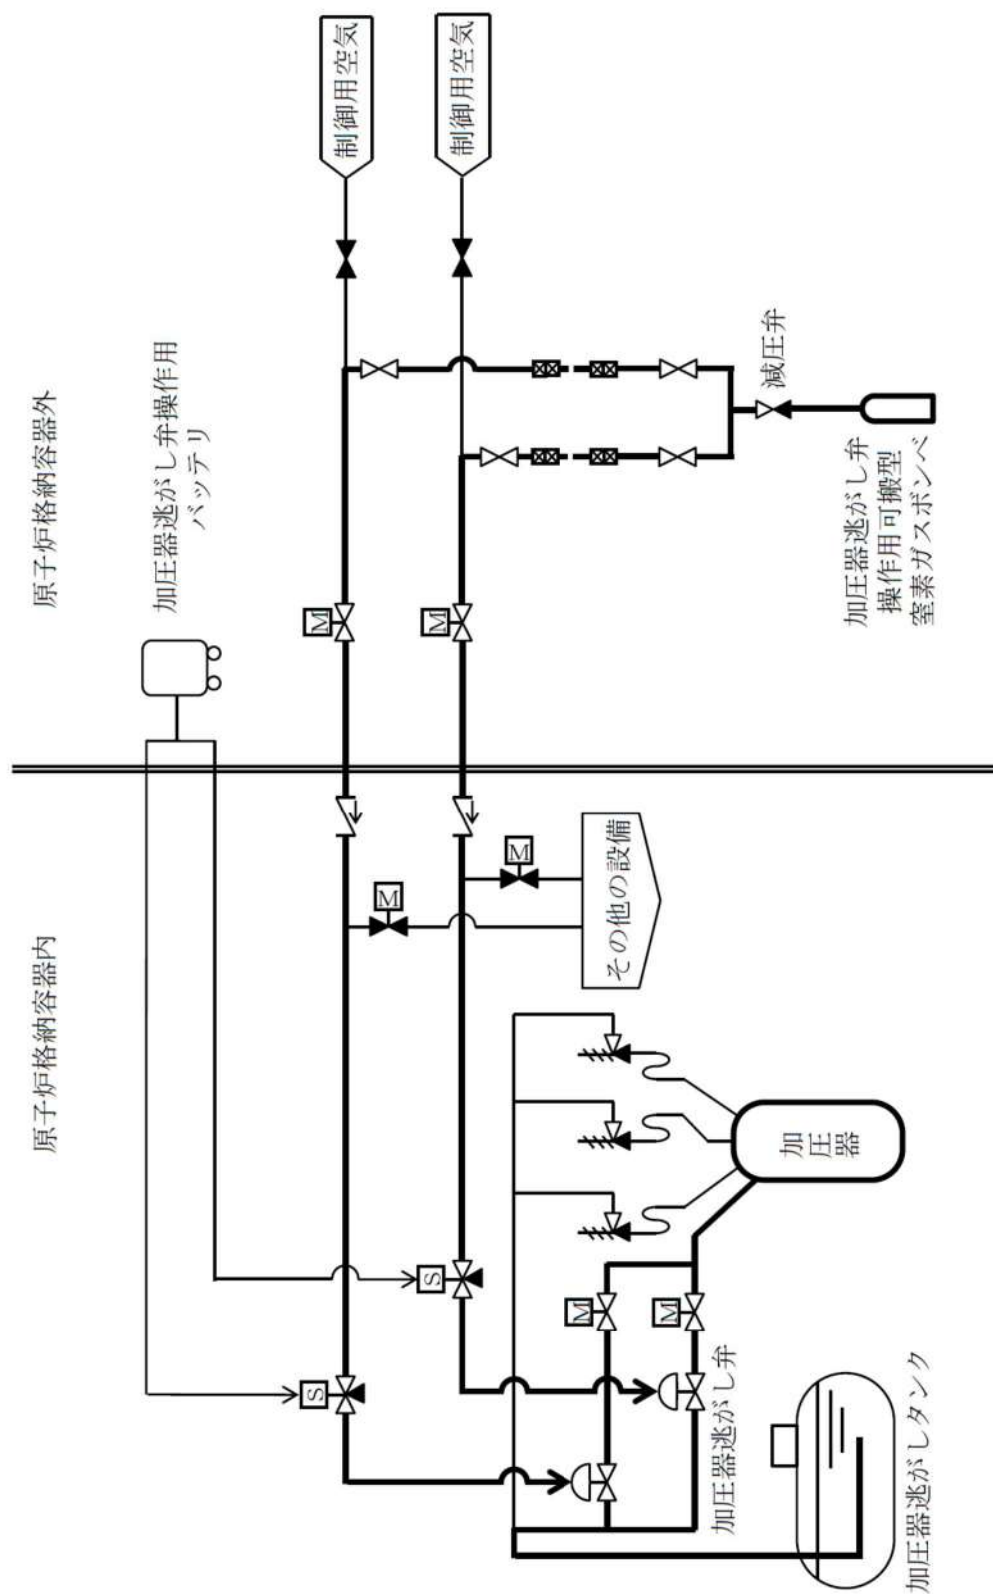 原子炉格納容器内
原子炉格納容器外
加圧器逃がし弁操作用
バッテリ
制御用空気
制御用空気
M
M
M
M
その他の設備
S
S
M
M
加圧器
加圧器逃がし弁
加圧器逃がしタンク
減圧弁
加圧器逃がし弁
操作用可搬型
窒素ガスボンベ